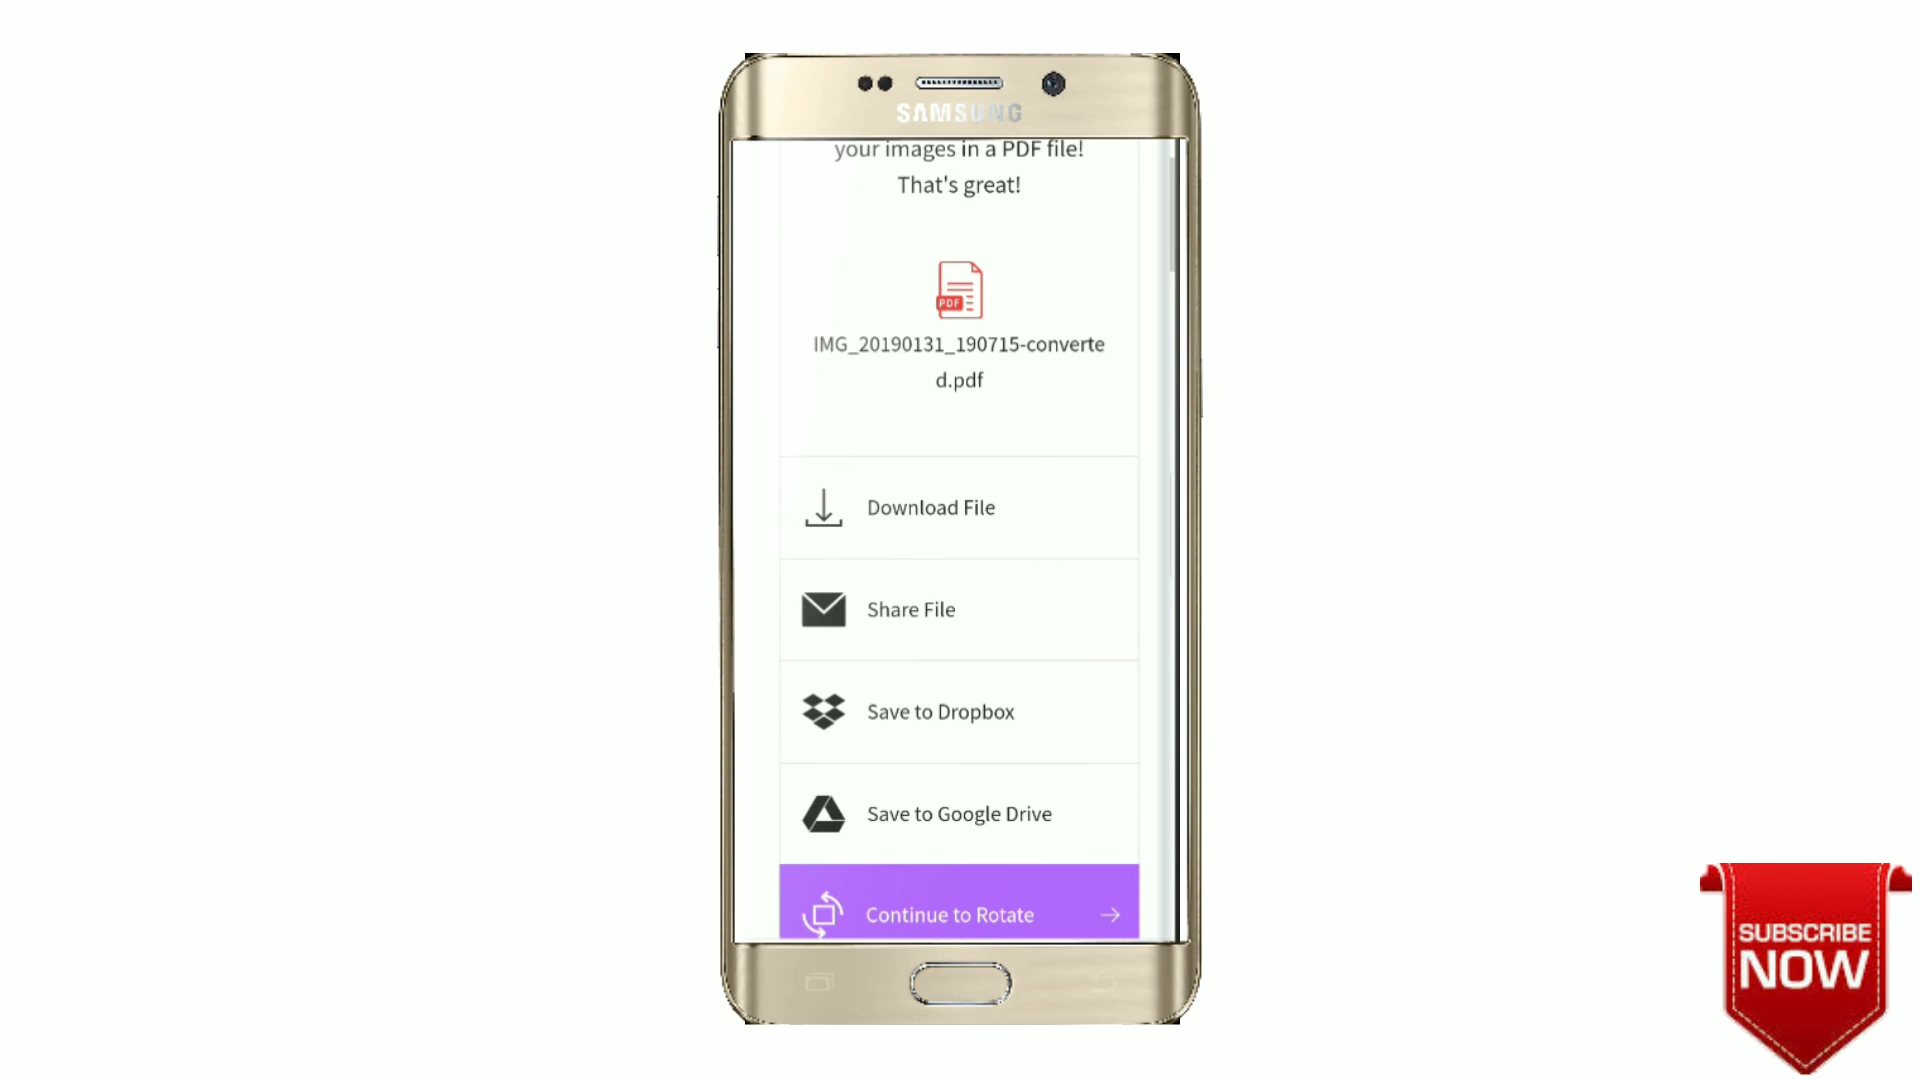 SAMSUNG
your images in a PDF file!
That's great!
PDF
IMG_20190131_190715-converte
d.pdf
Download File
Share File
Save to Dropbox
Save to Google Drive
Continue to Rotate
SUBSCRIBE
NOW